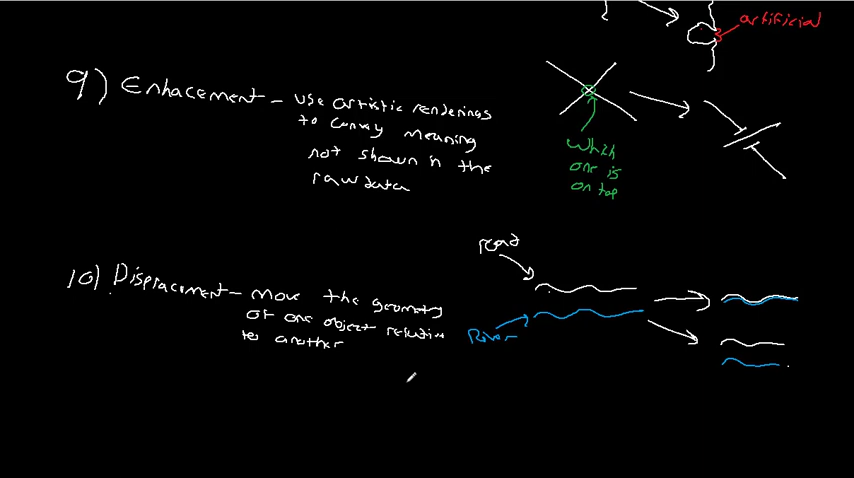 artificial
9) Enhacement - use artistic renderings
to convay meaning
not shown in the
raw data
which
one is
on top
road
10) Displacement - move the geometry
of one object relative
to another
River